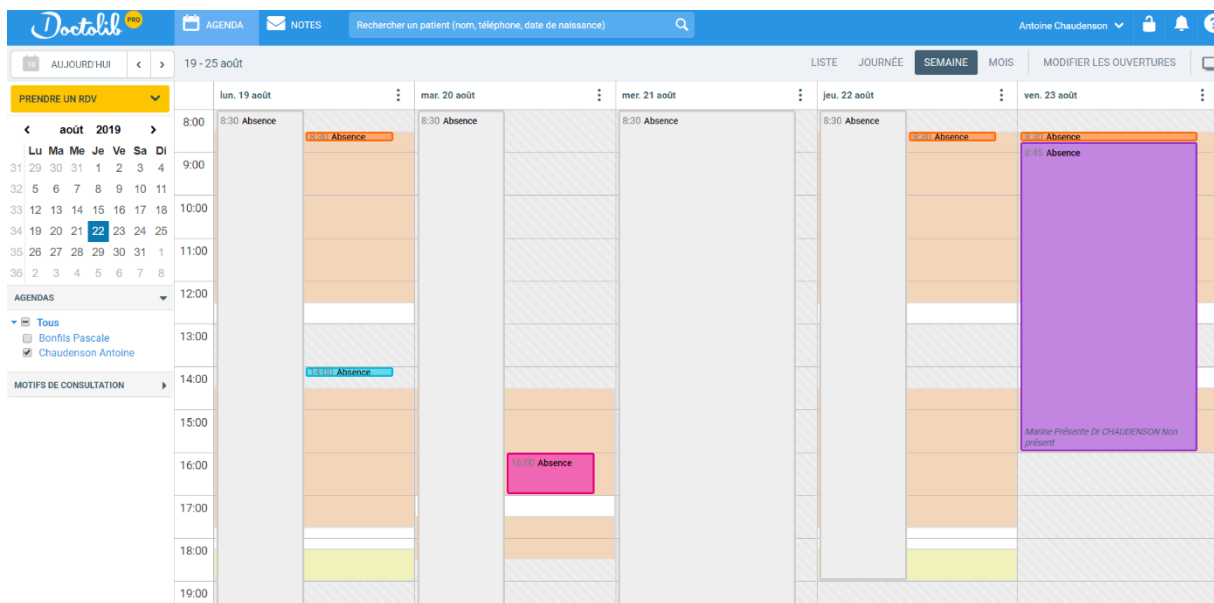 Doctolib PRO
AGENDA
NOTES
Rechercher un patient (nom, téléphone, date de naissance)
Antoine Chaudenson
18 AUJOURD'HUI < >
19 - 25 août
LISTE JOURNÉE SEMAINE MOIS MODIFIER LES OUVERTURES
PRENDRE UN RDV
lun. 19 août
mar. 20 août
mer. 21 août
jeu. 22 août
ven. 23 août
< août 2019 >
Lu Ma Me Je Ve Sa Di
31 29 30 31 1 2 3 4
32 5 6 7 8 9 10 11
33 12 13 14 15 16 17 18
34 19 20 21 22 23 24 25
35 26 27 28 29 30 31 1
36 2 3 4 5 6 7 8
AGENDAS
Tous
Bonfils Pascale
Chaudenson Antoine
MOTIFS DE CONSULTATION
8:00
9:00
10:00
11:00
12:00
13:00
14:00
15:00
16:00
17:00
18:00
19:00
8:30 Absence
8:30 Absence
14:00 Absence
8:30 Absence
16:00 Absence
8:30 Absence
8:30 Absence
8:30 Absence
8:30 Absence
8:45 Absence
Marine Présente Dr CHAUDENSON Non
présent